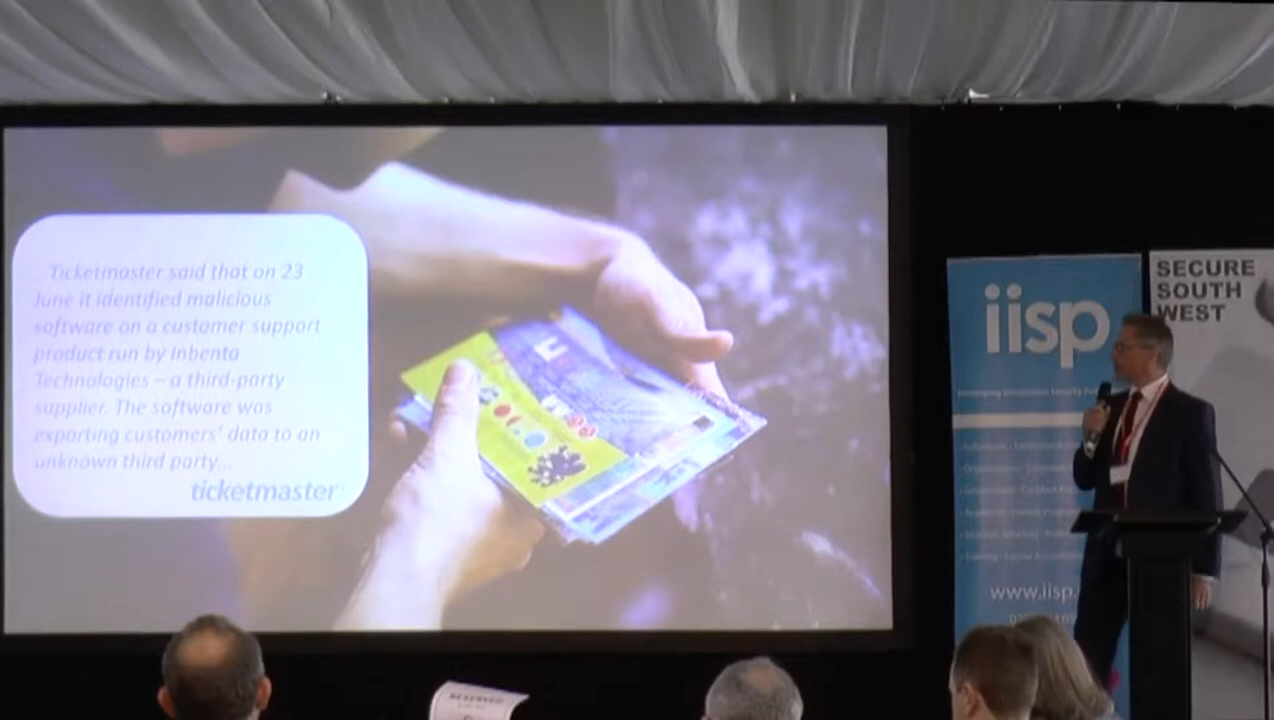 Ticketmaster said that on 23
June it identified malicious
software on a customer support
product run by Inbenta
Technologies – a third-party
supplier. The software was
exporting customers' data to an
unknown third party...
ticketmaster
iisp
www.iisp.
SECURE
SOUTH
WEST
RESERVED